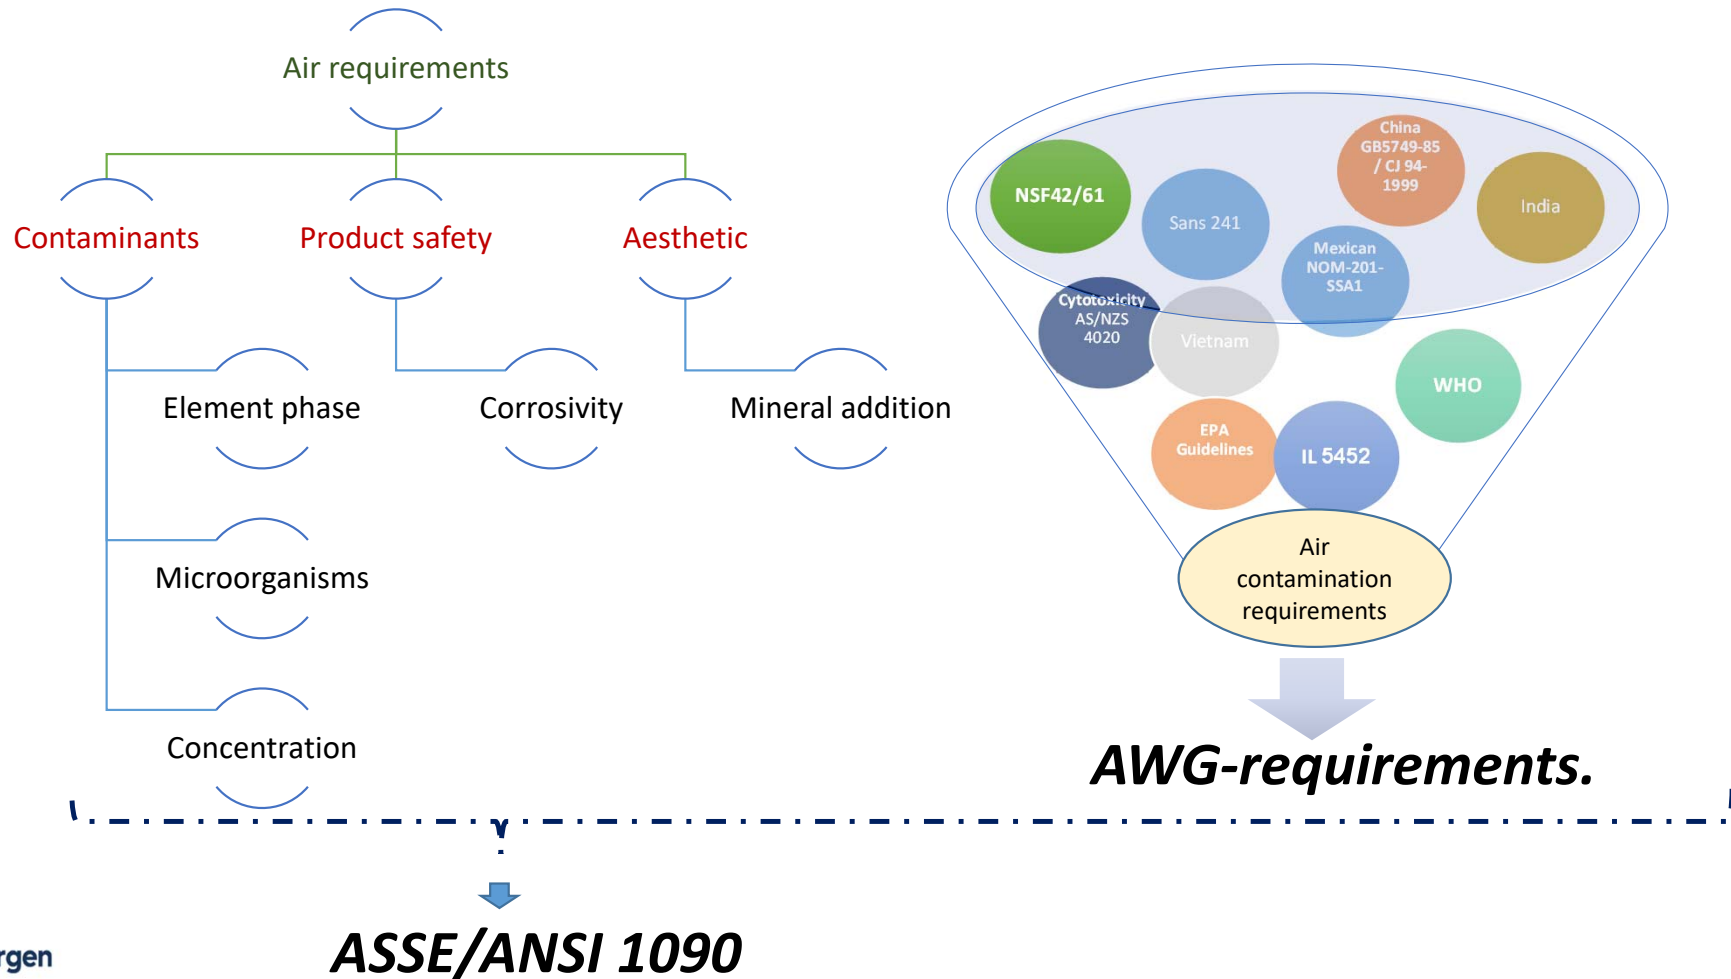 Air requirements
Contaminants
Product safety
Aesthetic
Element phase
Corrosivity
Mineral addition
Microorganisms
Concentration
NSF42/61
Sans 241
China
GB5749-85
/ CJ 94-
1999
India
Mexican
NOM-201-
SSA1
Cytotoxicity
AS/NZS
4020
Vietnam
WHO
EPA
Guidelines
IL 5452
Air
contamination
requirements
AWG-requirements.
ASSE/ANSI 1090
rgen